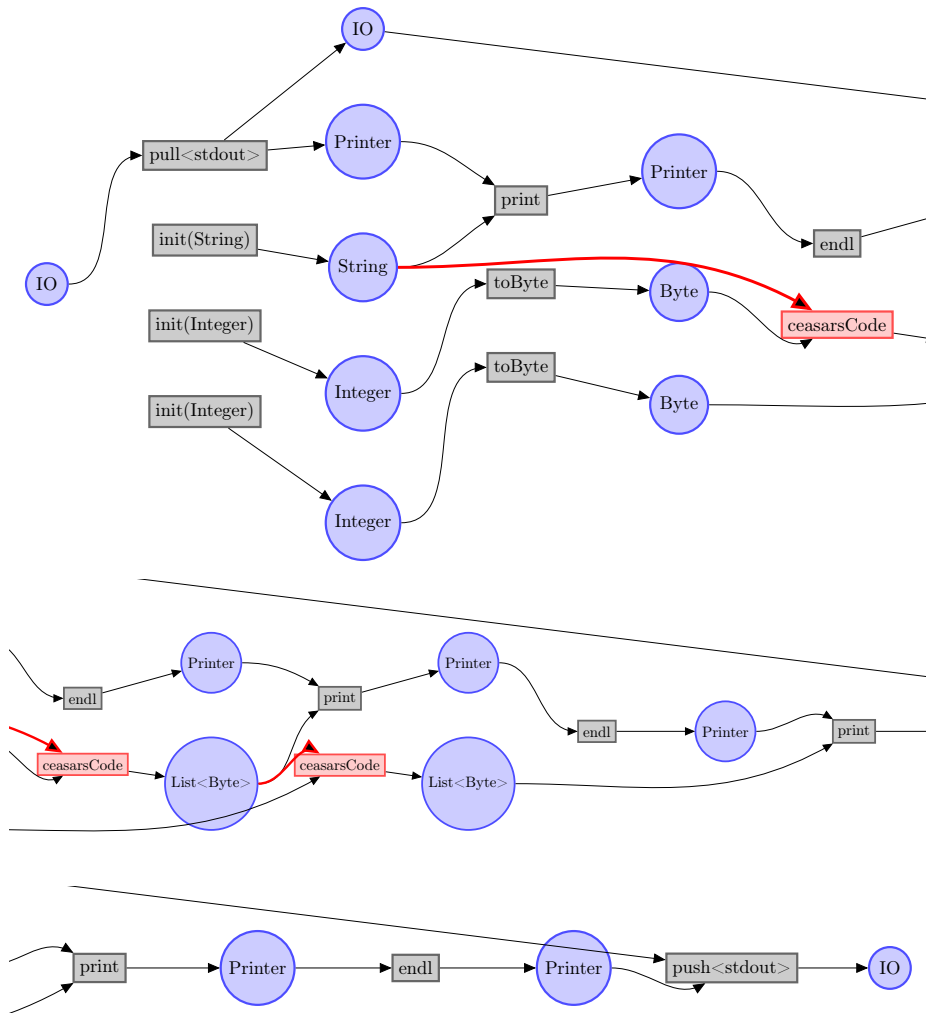 IO
Printer
pull<stdout>
Printer
print
init(String)
endl
String
IO
toByte
Byte
init(Integer)
ceasarsCode
toByte
Integer
Byte
init(Integer)
Integer
Printer
Printer
endl
print
Printer
endl
print
ceasarsCode
ceasarsCode
List<Byte>
List<Byte>
print
Printer
endl
Printer
push<stdout>
IO